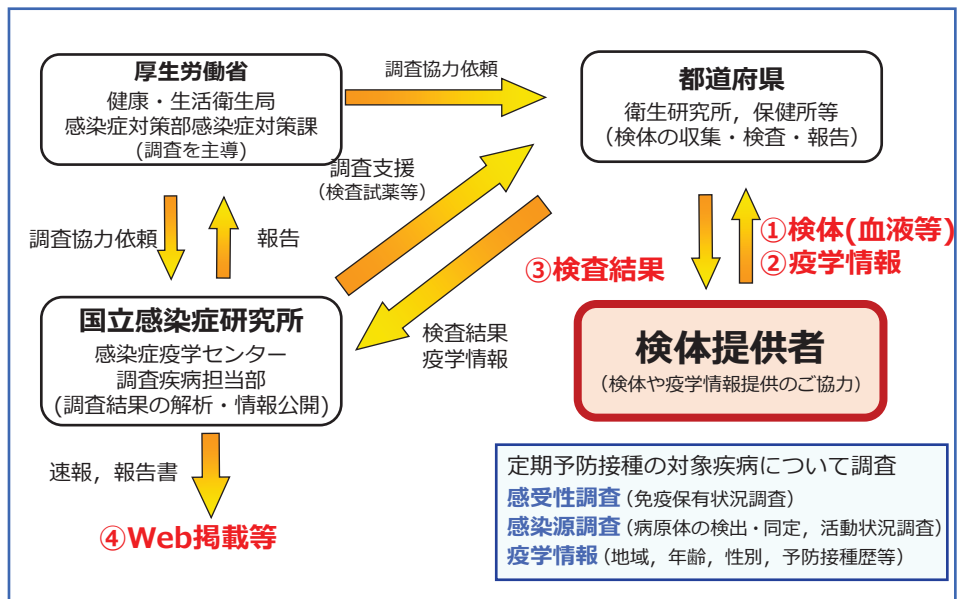 厚生労働省
健康・生活衛生局
感染症対策部感染症対策課
(調査を主導)
調査協力依頼
都道府県
衛生研究所，保健所等
（検体の収集・検査・報告）
調査支援
（検査試薬等）
調査協力依頼
報告
①検体(血液等)
②疫学情報
③検査結果
国立感染症研究所
感染症疫学センター
調査疾病担当部
(調査結果の解析・情報公開)
検査結果
疫学情報
検体提供者
（検体や疫学情報提供のご協力）
速報，報告書
④Web掲載等
定期予防接種の対象疾病について調査
感受性調査（免疫保有状況調査）
感染源調査（病原体の検出・同定，活動状況調査）
疫学情報（地域，年齢，性別，予防接種歴等）